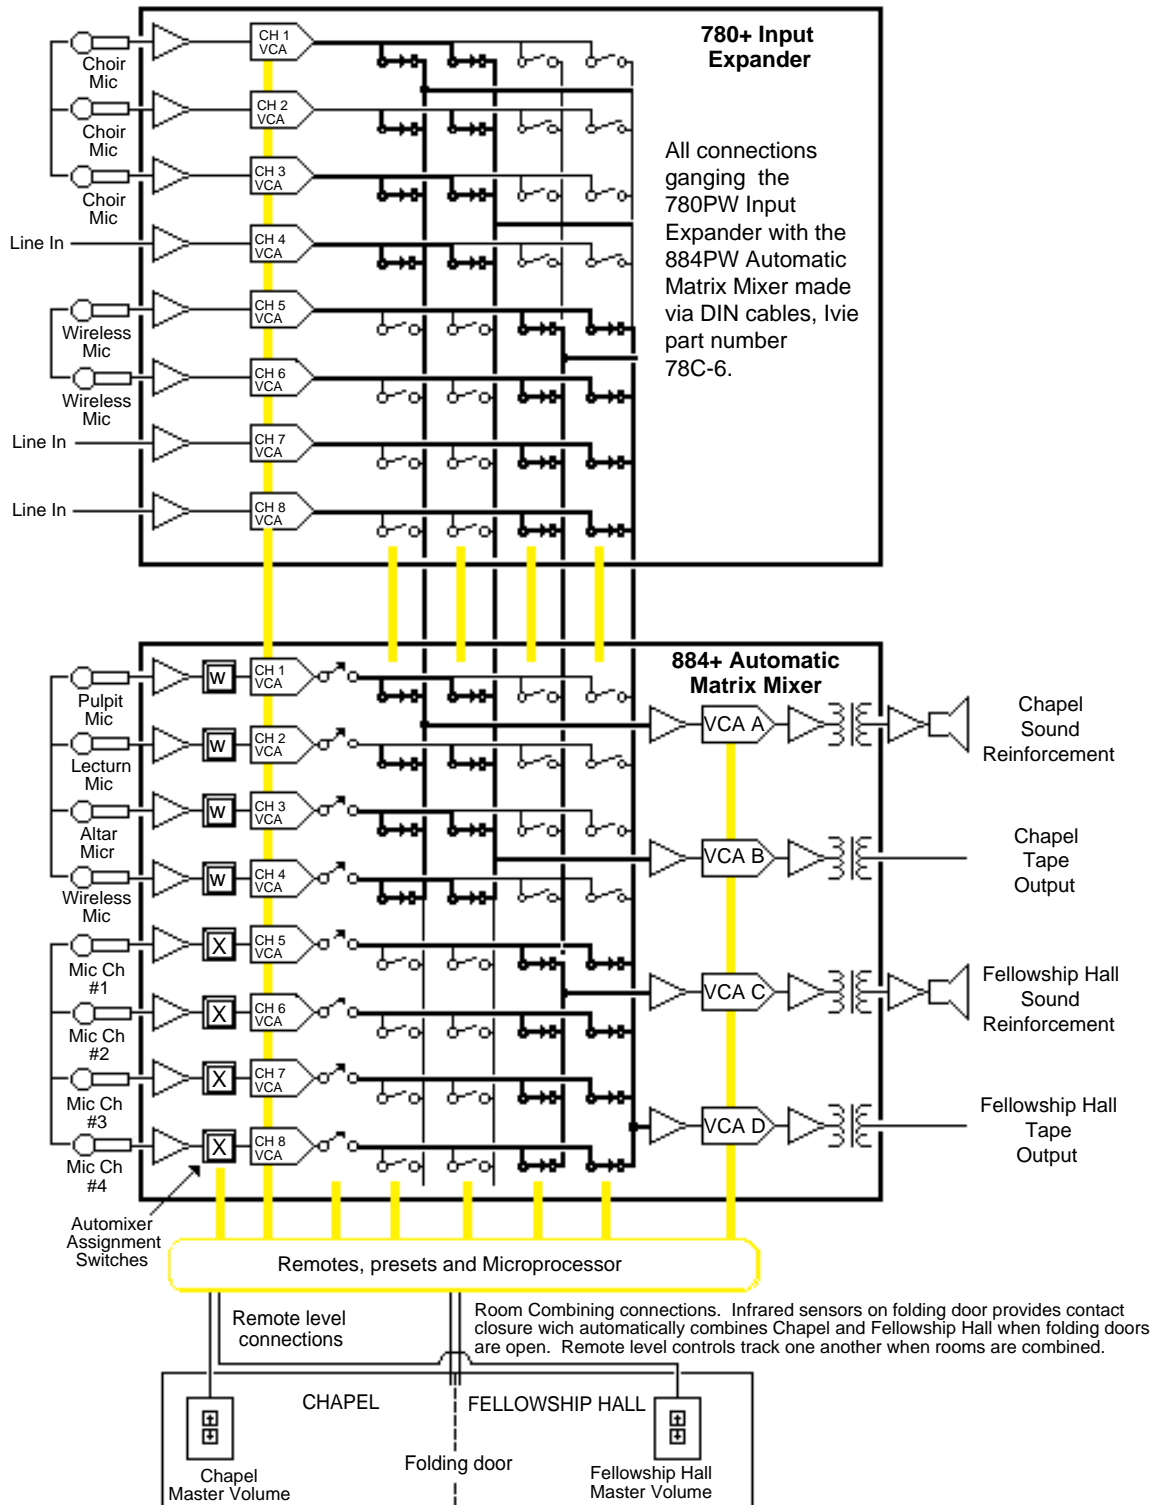 780+ Input
Expander
All connections
ganging the
780PW Input
Expander with the
884PW Automatic
Matrix Mixer made
via DIN cables, Ivie
part number
78C-6.
Choir
Mic
CH 1
VCA
Choir
Mic
CH 2
VCA
Choir
Mic
CH 3
VCA
Line In
CH 4
VCA
Wireless
Mic
CH 5
VCA
Wireless
Mic
CH 6
VCA
Line In
CH 7
VCA
Line In
CH 8
VCA
884+ Automatic
Matrix Mixer
Pulpit
Mic
W
CH 1
VCA
Lecturn
Mic
W
CH 2
VCA
Altar
Micr
W
CH 3
VCA
Wireless
Mic
W
CH 4
VCA
Mic Ch
#1
X
CH 5
VCA
Mic Ch
#2
X
CH 6
VCA
Mic Ch
#3
X
CH 7
VCA
Mic Ch
#4
X
CH 8
VCA
VCA A
Chapel
Sound
Reinforcement
VCA B
Chapel
Tape
Output
VCA C
Fellowship Hall
Sound
Reinforcement
VCA D
Fellowship Hall
Tape
Output
Automixer
Assignment
Switches
Remotes, presets and Microprocessor
Remote level
connections
Room Combining connections. Infrared sensors on folding door provides contact
closure wich automatically combines Chapel and Fellowship Hall when folding doors
are open. Remote level controls track one another when rooms are combined.
CHAPEL
FELLOWSHIP HALL
Folding door
Chapel
Master Volume
Fellowship Hall
Master Volume